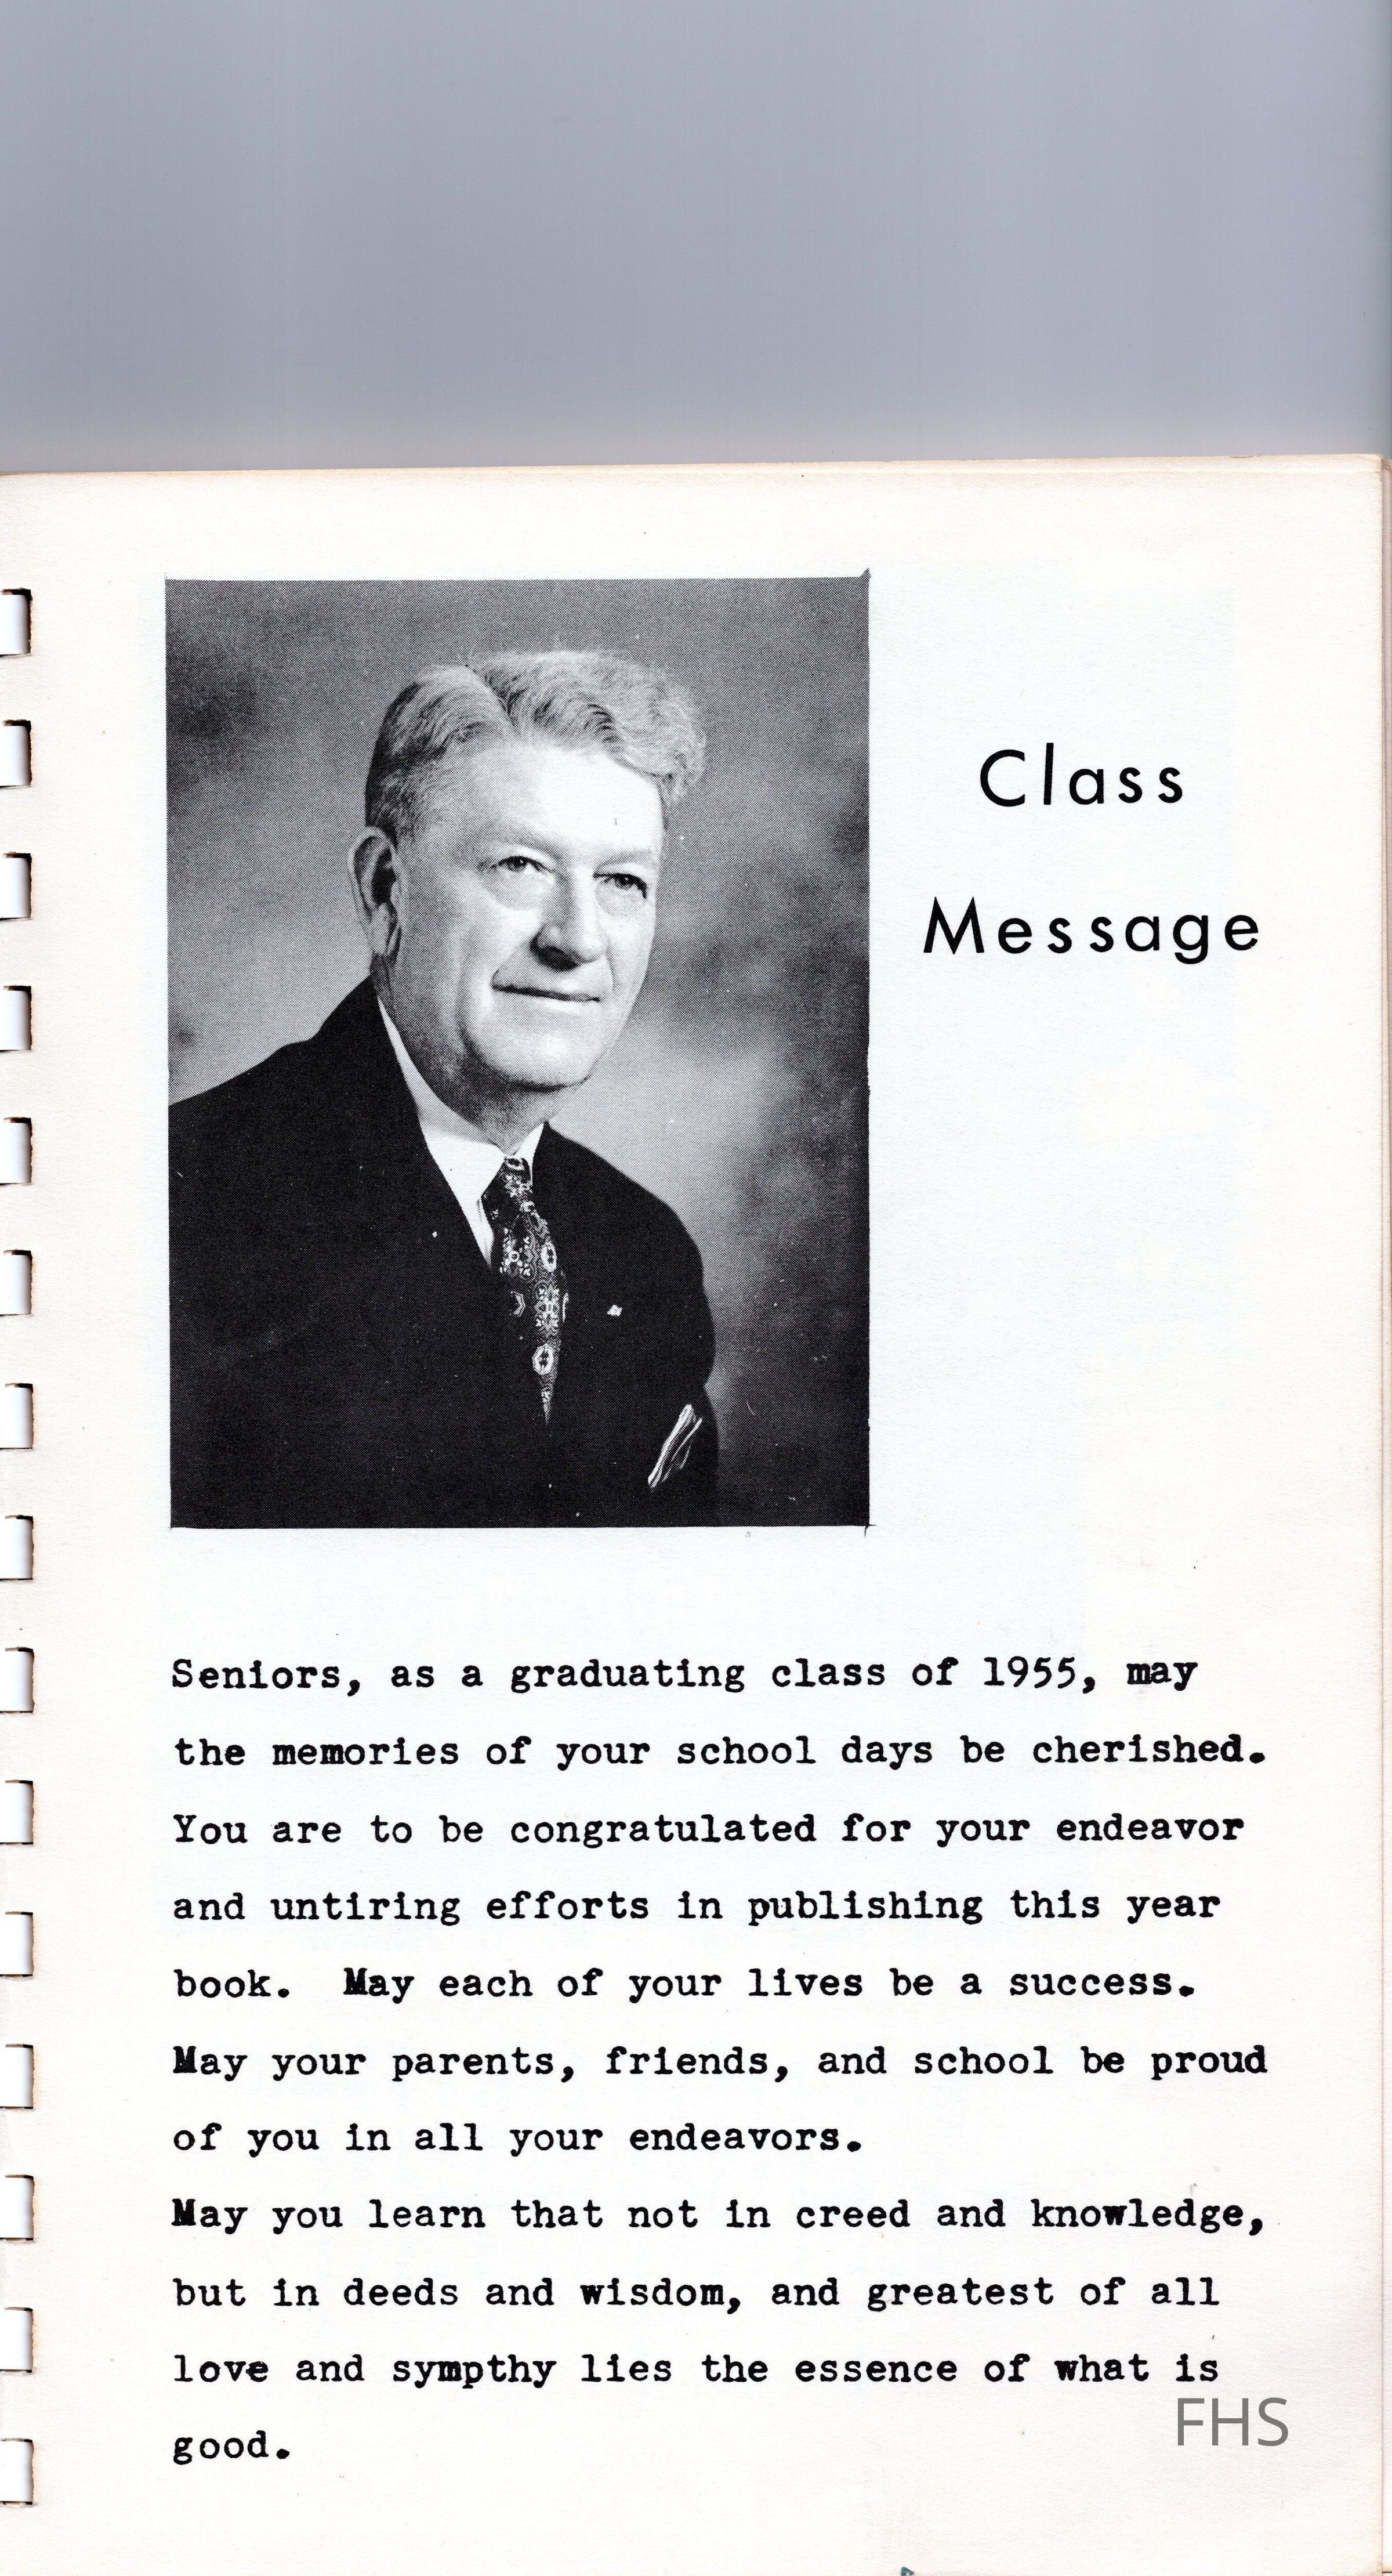 Class
Message
Seniors, as a graduating class of 1955, may
the memories of your school days be cherished.
You are to be congratulated for your endeavor
and untiring efforts in publishing this year
book.  May each of your lives be a success.
May your parents, friends, and school be proud
of you in all your endeavors.
May you learn that not in creed and knowledge,
but in deeds and wisdom, and greatest of all
love and sympthy lies the essence of what is
good.
FHS